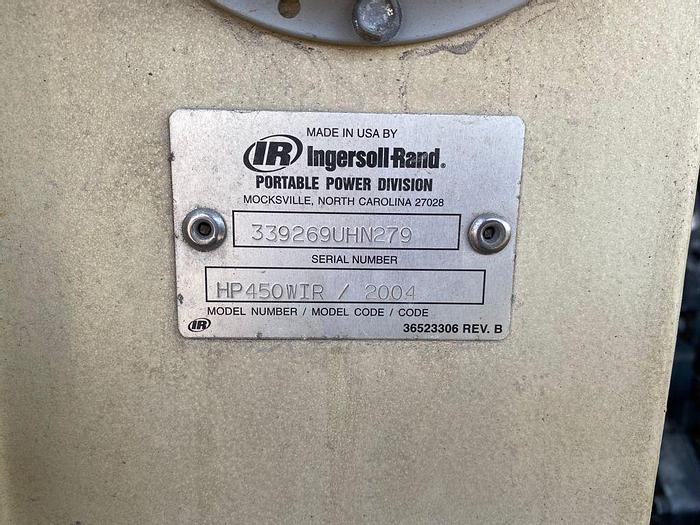 MADE IN USA BY
IR Ingersoll-Rand®
PORTABLE POWER DIVISION
MOCKSVILLE, NORTH CAROLINA 27028
339269UHN279
SERIAL NUMBER
HP450WIR / 2004
MODEL NUMBER / MODEL CODE / CODE
IR 36523306 REV. B